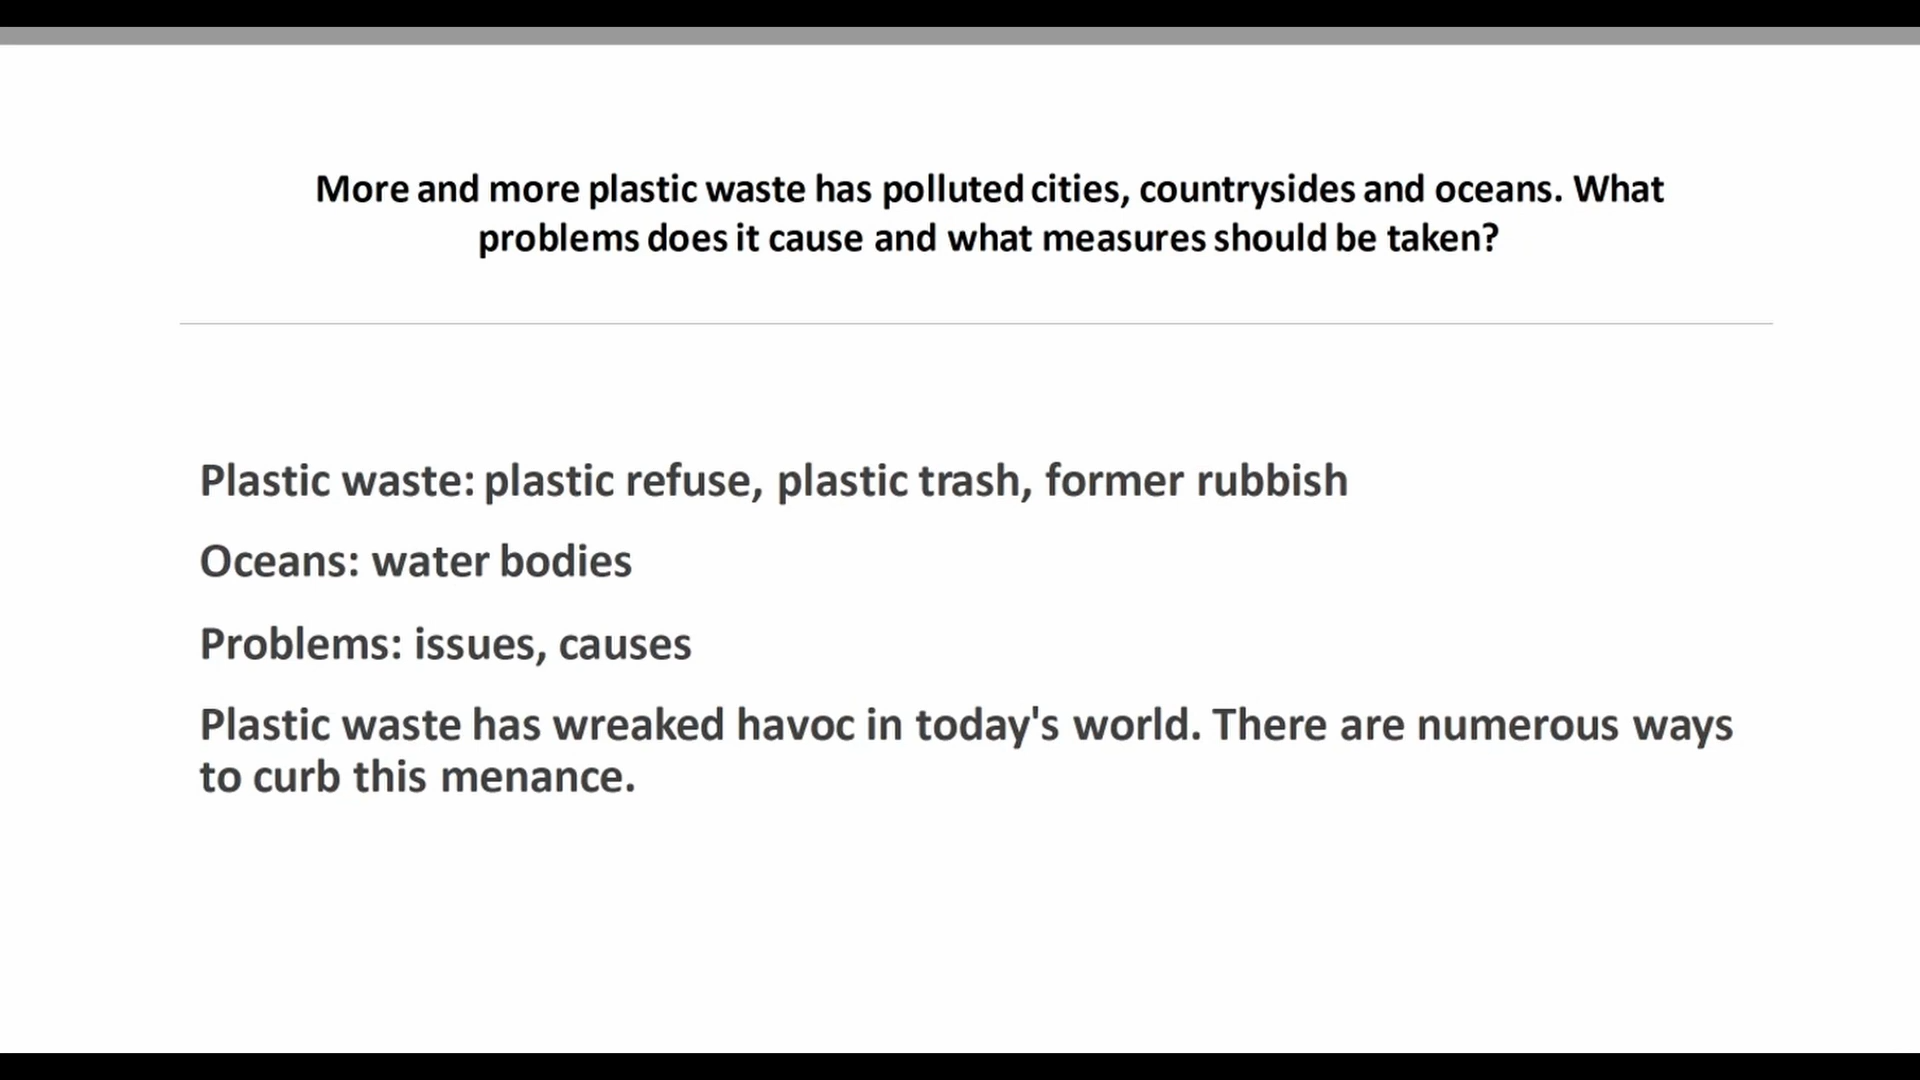 More and more plastic waste has polluted cities, countrysides and oceans. What
problems does it cause and what measures should be taken?
Plastic waste: plastic refuse, plastic trash, former rubbish
Oceans: water bodies
Problems: issues, causes
Plastic waste has wreaked havoc in today's world. There are numerous ways
to curb this menance.